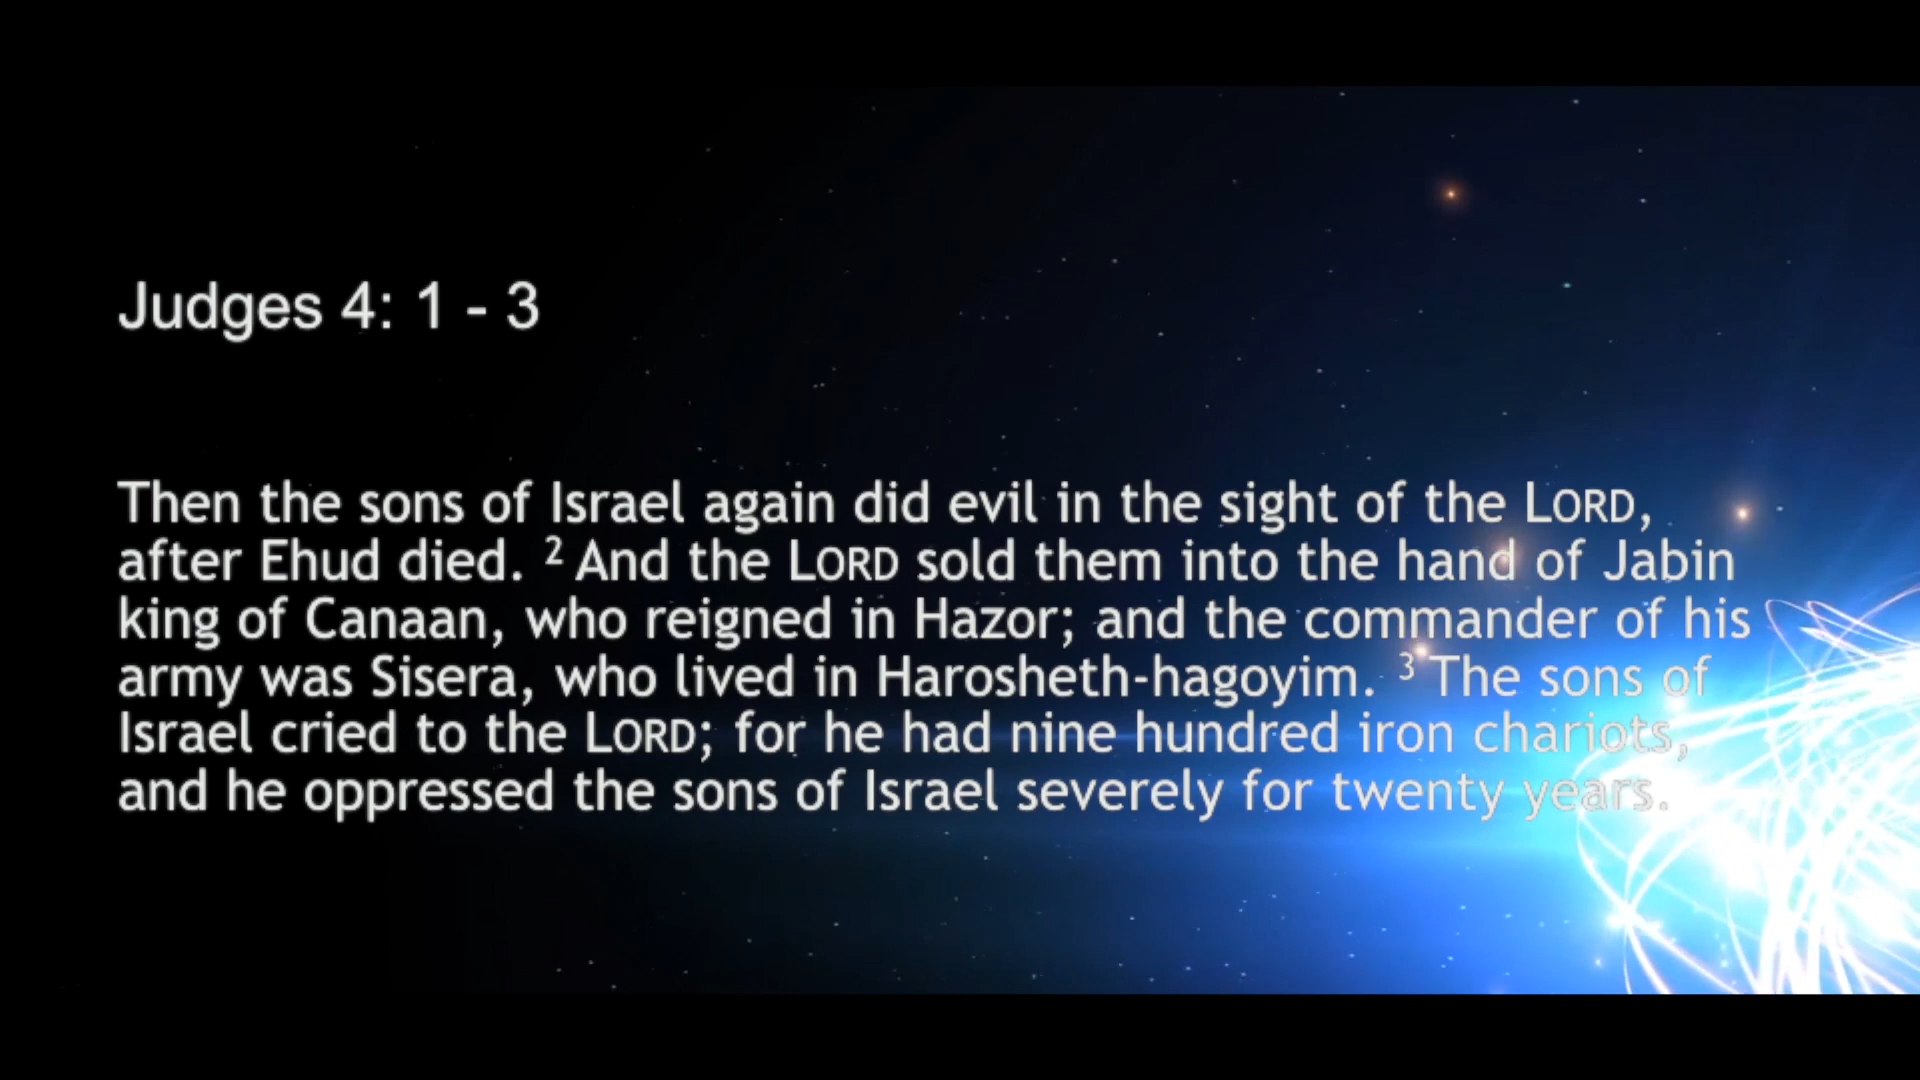 Judges 4: 1 - 3
Then the sons of Israel again did evil in the sight of the LORD,
after Ehud died. ² And the LORD sold them into the hand of Jabin
king of Canaan, who reigned in Hazor; and the commander of his
army was Sisera, who lived in Harosheth-hagoyim. ³ The sons of
Israel cried to the LORD; for he had nine hundred iron chariots,
and he oppressed the sons of Israel severely for twenty years.